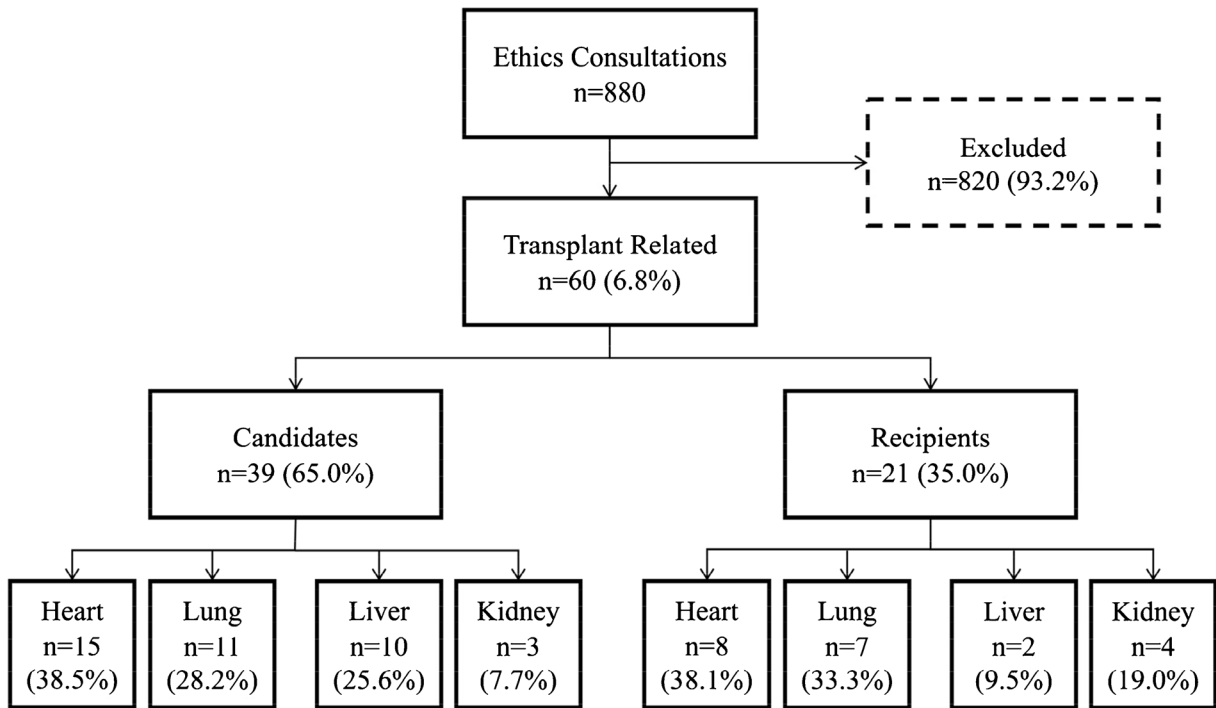 Ethics Consultations
n=880
Excluded
n=820 (93.2%)
Transplant Related
n=60 (6.8%)
Candidates
n=39 (65.0%)
Recipients
n=21 (35.0%)
Heart
n=15
(38.5%)
Lung
n=11
(28.2%)
Liver
n=10
(25.6%)
Kidney
n=3
(7.7%)
Heart
n=8
(38.1%)
Lung
n=7
(33.3%)
Liver
n=2
(9.5%)
Kidney
n=4
(19.0%)